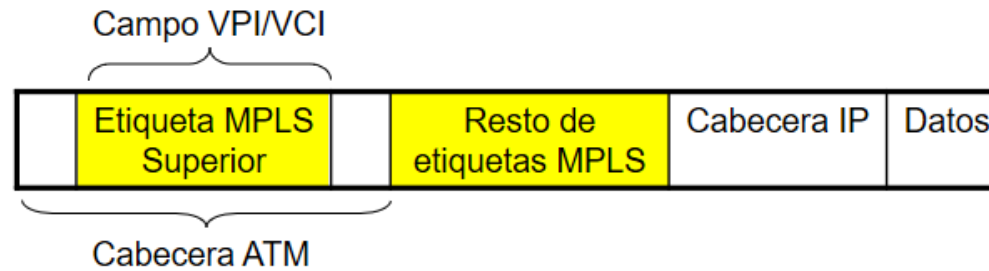 Campo VPI/VCI
Etiqueta MPLS
Superior
Resto de
etiquetas MPLS
Cabecera IP
Datos
Cabecera ATM